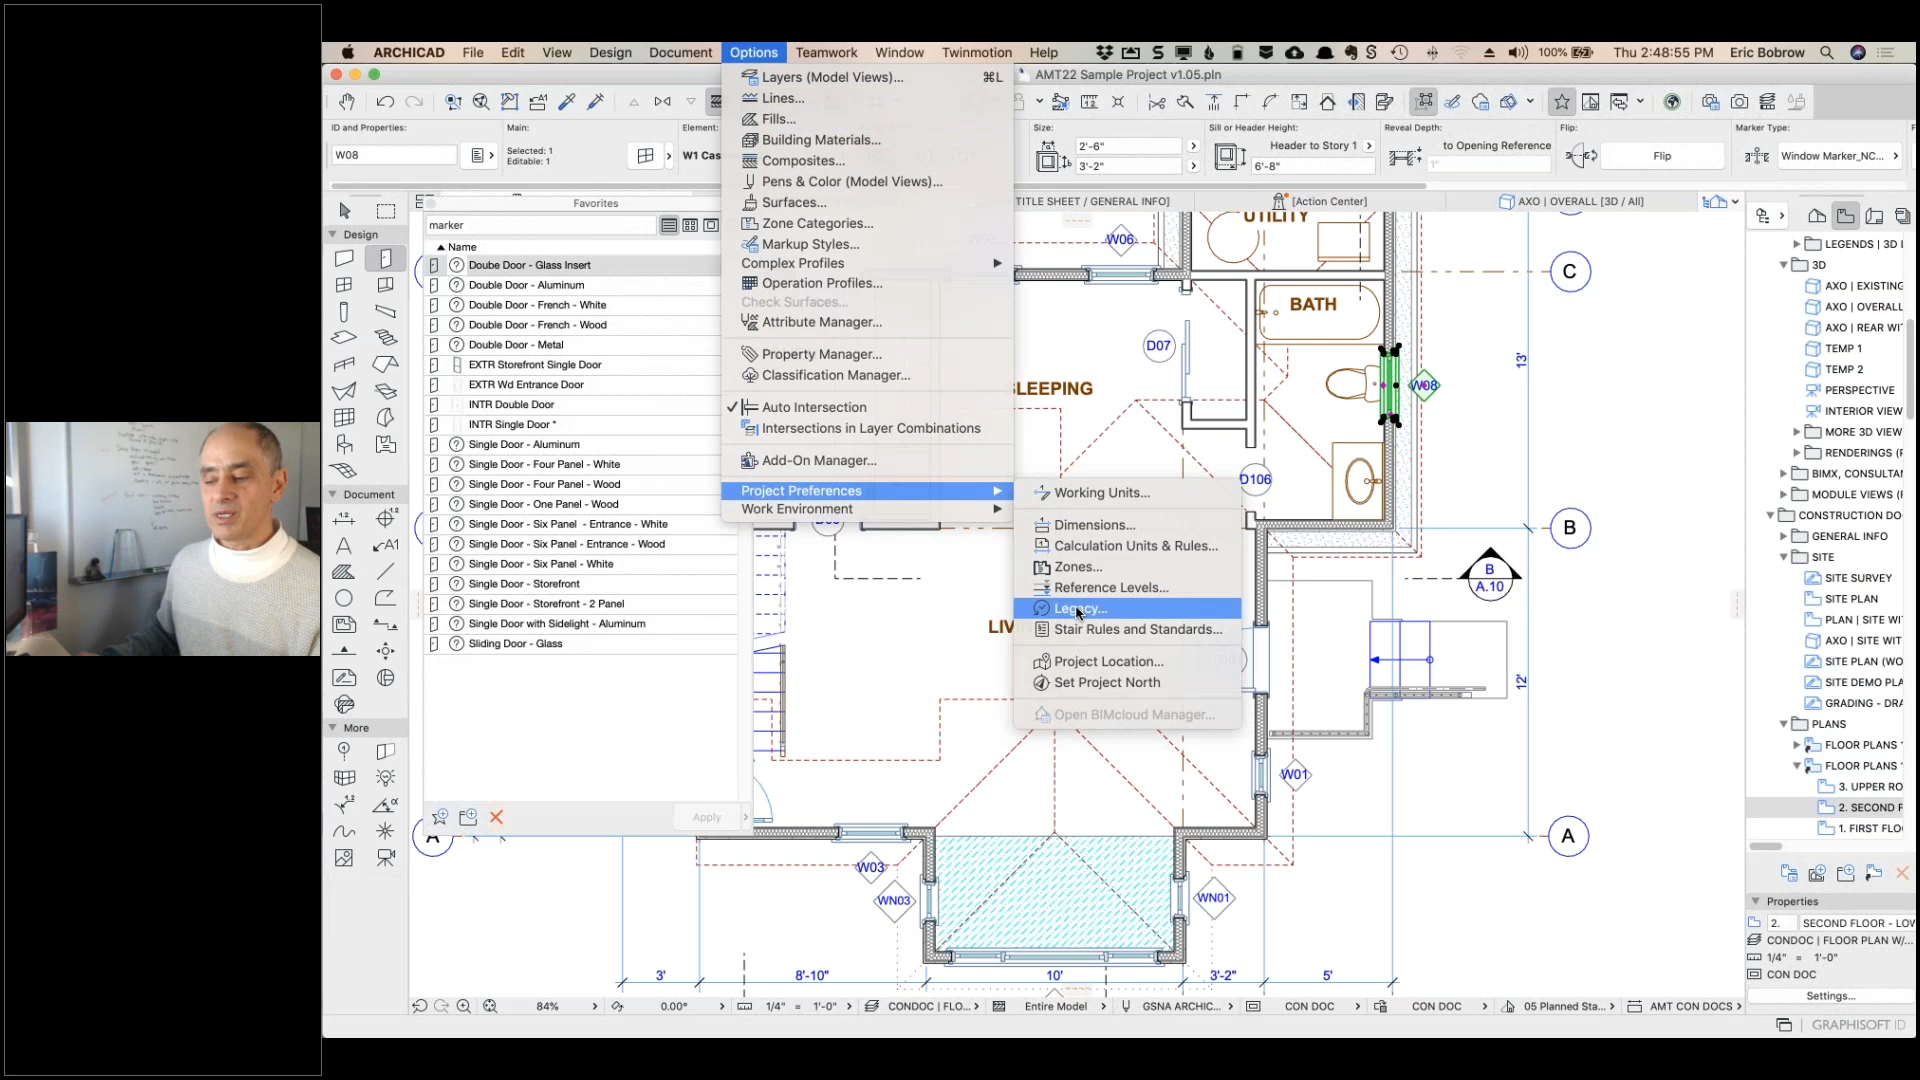 ARCHICAD File Edit View Design Document Options Teamwork Window Twinmotion Help 100% Thu 2:48:55 PM Eric Bobrow
AMT22 Sample Project v1.05.pln
ID and Properties:
W08
Main:
Selected: 1
Editable: 1
Element:
W1 Cas
Size:
2'-6"
3'-2"
Sill or Header Height:
Header to Story 1
6'-8"
Reveal Depth:
to Opening Reference
1"
Flip:
Flip
Marker Type:
Window Marker_NC...
Layers (Model Views)... ⌘L
Lines...
Fills...
Building Materials...
Composites...
Pens & Color (Model Views)...
Surfaces...
Zone Categories...
Markup Styles...
Complex Profiles
Operation Profiles...
Check Surfaces...
Attribute Manager...
Property Manager...
Classification Manager...
Auto Intersection
Intersections in Layer Combinations
Add-On Manager...
Project Preferences
Work Environment
Working Units...
Dimensions...
Calculation Units & Rules...
Zones...
Reference Levels...
Legacy...
Stair Rules and Standards...
Project Location...
Set Project North
Open BIMcloud Manager...
TITLE SHEET / GENERAL INFO]
[Action Center]
AXO | OVERALL [3D / All]
Design
Document
More
Favorites
marker
Name
Doube Door - Glass Insert
Double Door - Aluminum
Double Door - French - White
Double Door - French - Wood
Double Door - Metal
EXTR Storefront Single Door
EXTR Wd Entrance Door
INTR Double Door
INTR Single Door *
Single Door - Aluminum
Single Door - Four Panel - White
Single Door - Four Panel - Wood
Single Door - One Panel - Wood
Single Door - Six Panel - Entrance - White
Single Door - Six Panel - Entrance - Wood
Single Door - Six Panel - White
Single Door - Storefront
Single Door - Storefront - 2 Panel
Single Door with Sidelight - Aluminum
Sliding Door - Glass
Apply
UTILITY
W06
C
BATH
D07
13'
SLEEPING
W08
D106
B
B
A.10
LIV
12'
W01
A
A
W03
WN03
WN01
3'
8'-10"
10'
3'-2"
5'
LEGENDS | 3D
3D
AXO | EXISTING
AXO | OVERALL
AXO | REAR WI
TEMP 1
TEMP 2
PERSPECTIVE
INTERIOR VIEW
MORE 3D VIEW
RENDERINGS (
BIMX, CONSULTAN
MODULE VIEWS (F
CONSTRUCTION DO
GENERAL INFO
SITE
SITE SURVEY
SITE PLAN
PLAN | SITE WI
AXO | SITE WIT
SITE PLAN (WO
SITE DEMO PLA
GRADING - DRA
PLANS
FLOOR PLANS
FLOOR PLANS
3. UPPER RO
2. SECOND F
1. FIRST FLO
Properties
2. SECOND FLOOR - LOW
CONDOC | FLOOR PLAN W/...
1/4" = 1'-0"
CON DOC
Settings...
84% 0.00° 1/4" = 1'-0" CONDOC | FLO... Entire Model GSNA ARCHIC... CON DOC CON DOC 05 Planned Sta... AMT CON DOCS
GRAPHISOFT ID